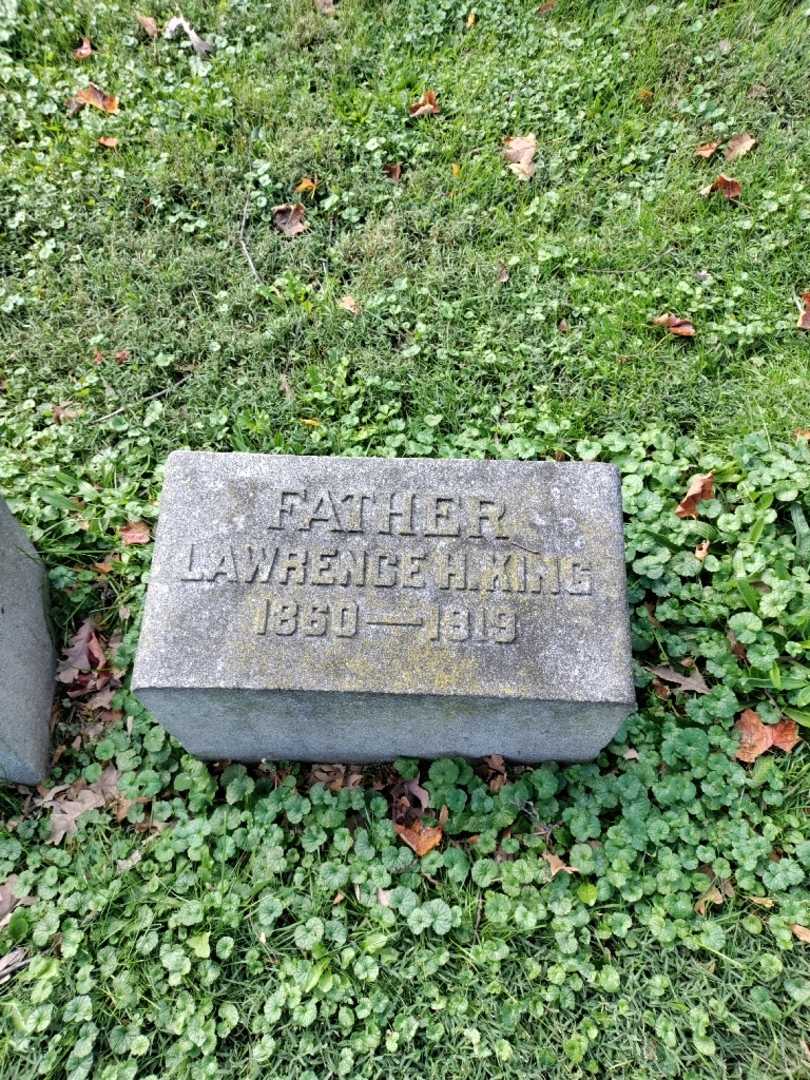 FATHER
LAWRENCE H. KING
1860—1919